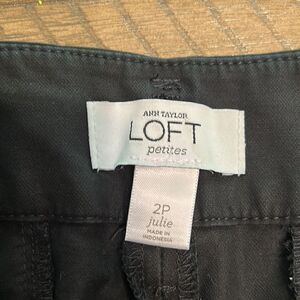 ANN TAYLOR
LOFT
petites
2P
julie
MADE IN
INDONESIA